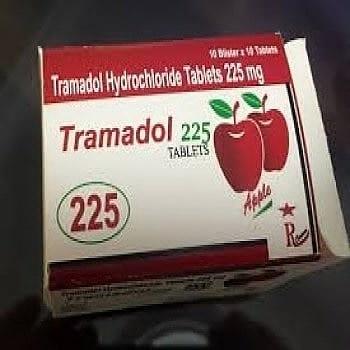 10 Blister x 10 Tablets
Tramadol Hydrochloride Tablets 225 mg
Tramadol 225
TABLETS
225
Apple
R